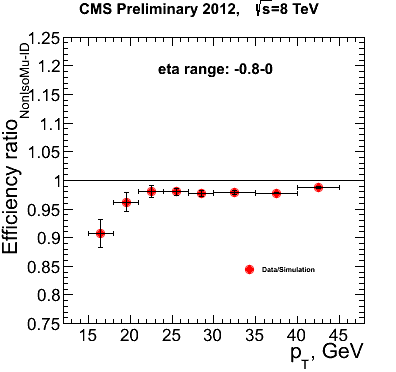 CMS Preliminary 2012, √s=8 TeV
eta range: -0.8-0
Efficiency ratio NonIsoMu-ID
1.25
1.2
1.15
1.1
1.05
1
0.95
0.9
0.85
0.8
0.75
Data/Simulation
15 20 25 30 35 40 45
pT, GeV